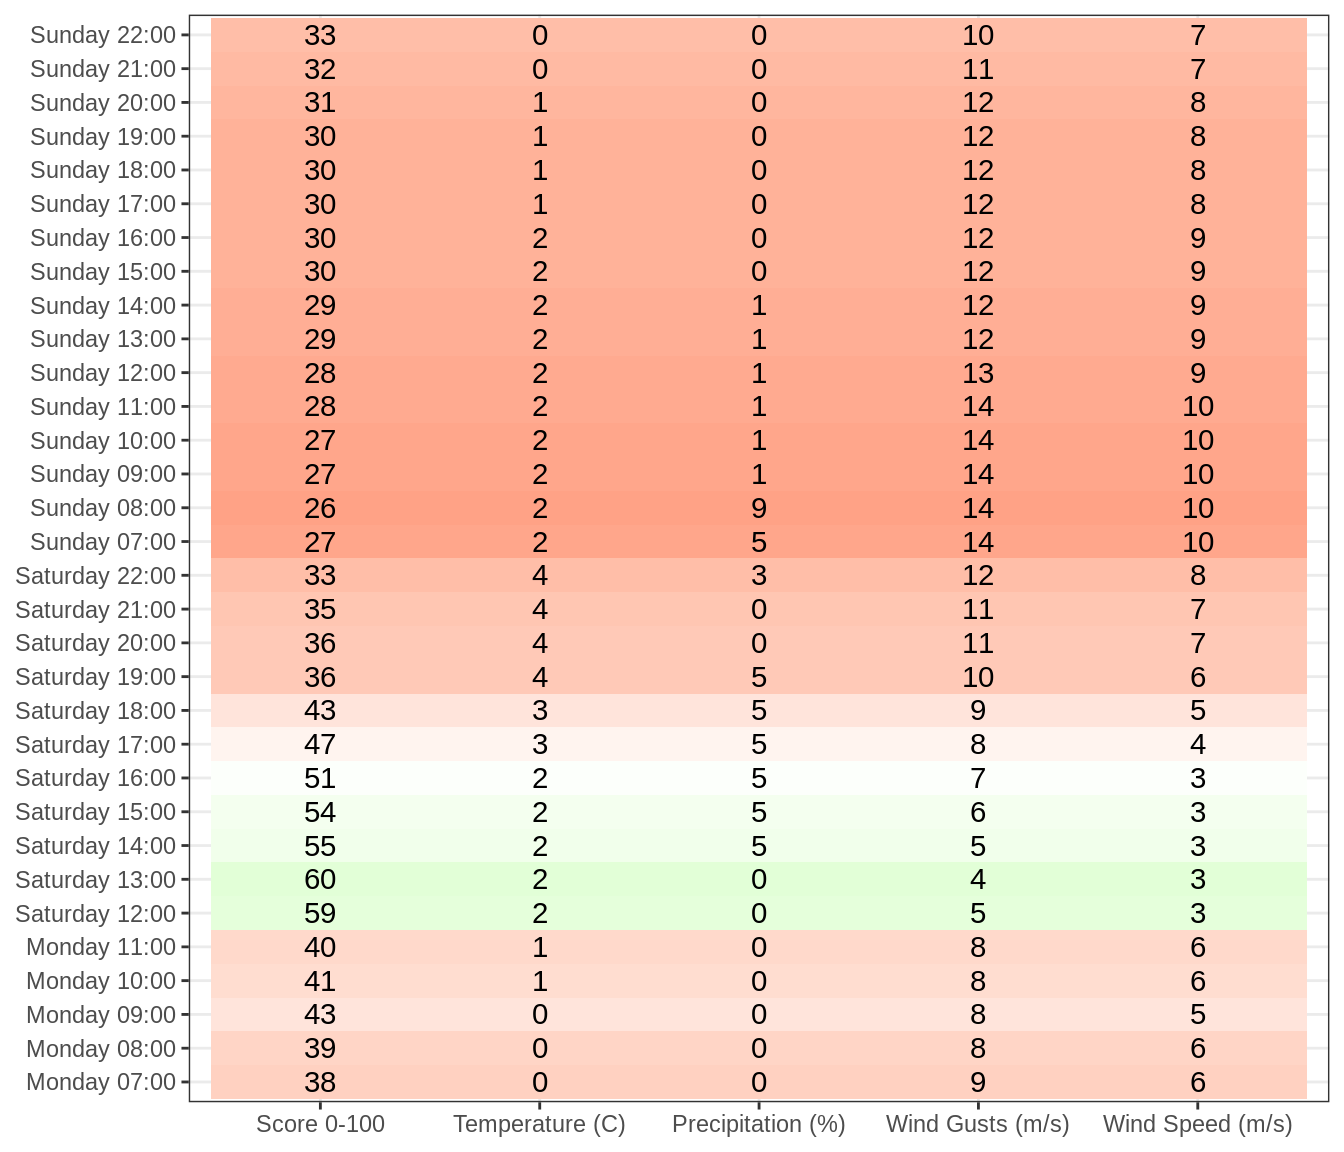 Sunday 22:00 33 0 0 10 7
Sunday 21:00 32 0 0 11 7
Sunday 20:00 31 1 0 12 8
Sunday 19:00 30 1 0 12 8
Sunday 18:00 30 1 0 12 8
Sunday 17:00 30 1 0 12 8
Sunday 16:00 30 2 0 12 9
Sunday 15:00 30 2 0 12 9
Sunday 14:00 29 2 1 12 9
Sunday 13:00 29 2 1 12 9
Sunday 12:00 28 2 1 13 9
Sunday 11:00 28 2 1 14 10
Sunday 10:00 27 2 1 14 10
Sunday 09:00 27 2 1 14 10
Sunday 08:00 26 2 9 14 10
Sunday 07:00 27 2 5 14 10
Saturday 22:00 33 4 3 12 8
Saturday 21:00 35 4 0 11 7
Saturday 20:00 36 4 0 11 7
Saturday 19:00 36 4 5 10 6
Saturday 18:00 43 3 5 9 5
Saturday 17:00 47 3 5 8 4
Saturday 16:00 51 2 5 7 3
Saturday 15:00 54 2 5 6 3
Saturday 14:00 55 2 5 5 3
Saturday 13:00 60 2 0 4 3
Saturday 12:00 59 2 0 5 3
Monday 11:00 40 1 0 8 6
Monday 10:00 41 1 0 8 6
Monday 09:00 43 0 0 8 5
Monday 08:00 39 0 0 8 6
Monday 07:00 38 0 0 9 6
Score 0-100 Temperature (C) Precipitation (%) Wind Gusts (m/s) Wind Speed (m/s)